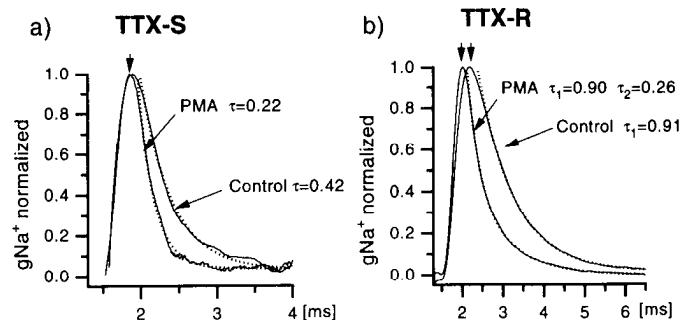 a)
TTX-S
1.0
0.8
0.6
0.4
0.2
0.0
gNa⁺ normalized
PMA τ=0.22
Control τ=0.42
2
3
4 [ms]
b)
TTX-R
1.0
0.8
0.6
0.4
0.2
0.0
gNa⁺ normalized
PMA τ₁=0.90 τ₂=0.26
Control τ₁=0.91
2
3
4
5
6 [ms]